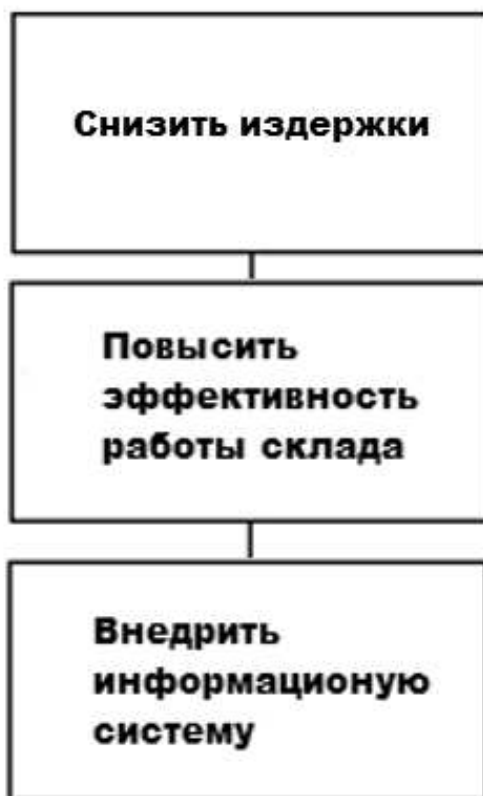 Снизить издержки
Повысить
эффективность
работы склада
Внедрить
информационую
систему